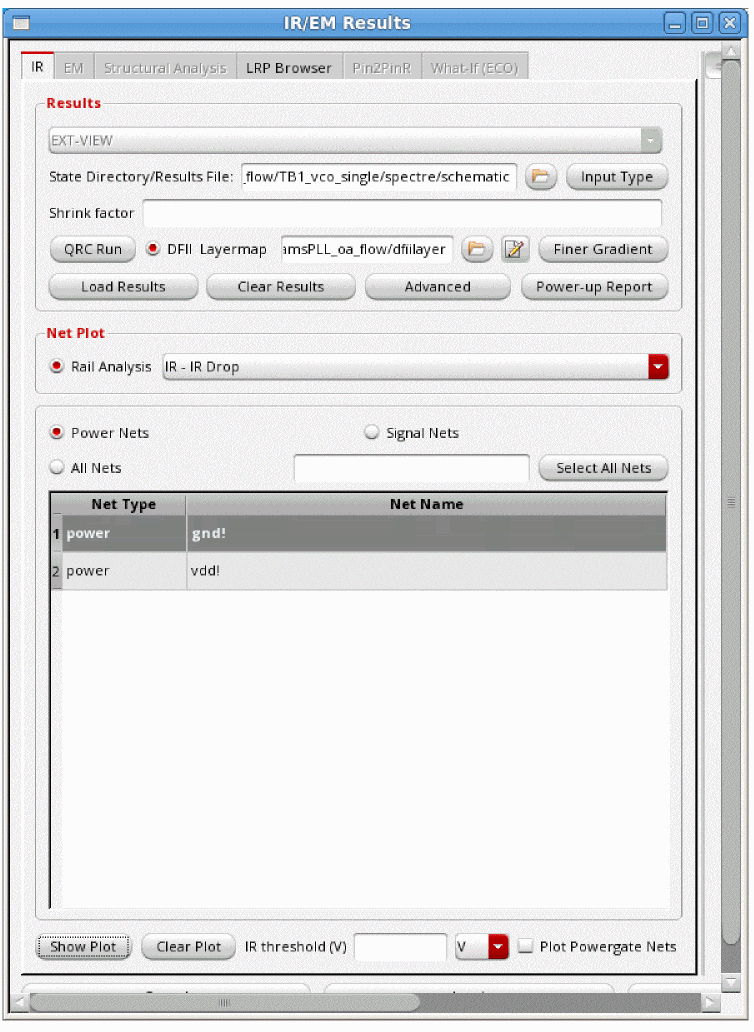 IR/EM Results
IR EM Structural Analysis LRP Browser Pin2PinR What-If (ECO)
Results
EXT-VIEW
State Directory/Results File: _flow/TB1_vco_single/spectre/schematic Input Type
Shrink factor
QRC Run DFII Layermap amsPLL_oa_flow/dfiilayer Finer Gradient
Load Results Clear Results Advanced Power-up Report
Net Plot
Rail Analysis IR - IR Drop
Power Nets Signal Nets
All Nets Select All Nets
Net Type Net Name
1 power gnd!
2 power vdd!
Show Plot Clear Plot IR threshold (V) V Plot Powergate Nets